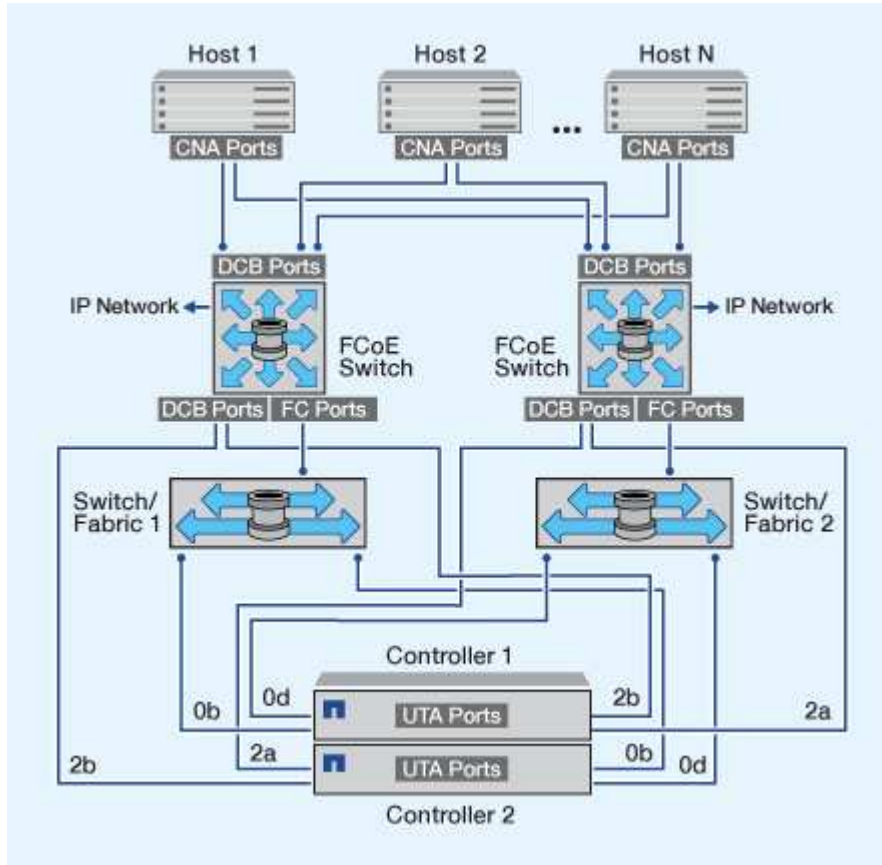 Host 1
Host 2
Host N
CNA Ports
CNA Ports
...
CNA Ports
DCB Ports
DCB Ports
IP Network
IP Network
FCoE
Switch
FCoE
Switch
DCB Ports
FC Ports
DCB Ports
FC Ports
Switch/
Fabric 1
Switch/
Fabric 2
Controller 1
0b
0d
UTA Ports
2b
2a
2b
2a
UTA Ports
0b
0d
Controller 2